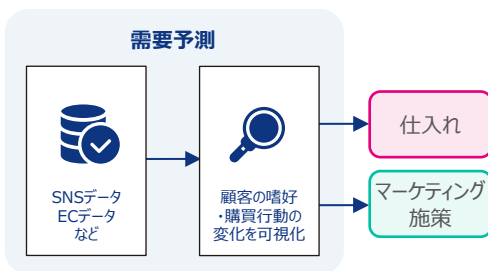 需要予測
SNSデータ
ECデータ
など
顧客の嗜好
・購買行動の
変化を可視化
仕入れ
マーケティング
施策